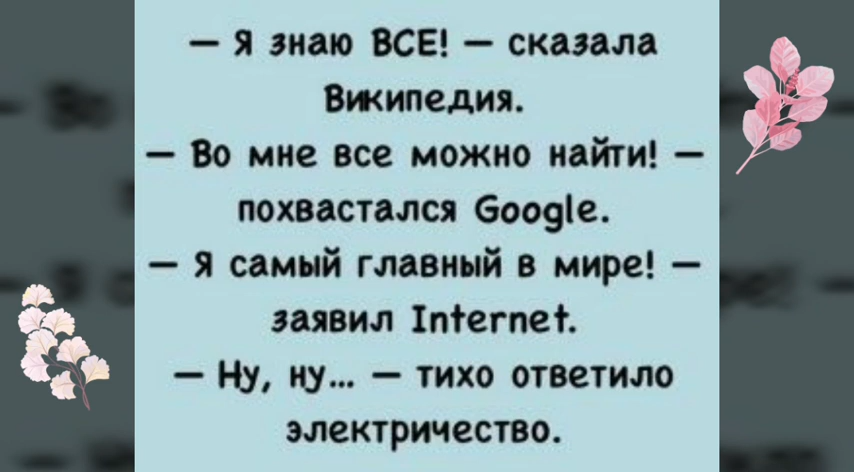 — Я знаю ВСЕ! — сказала
Википедия.
— Во мне все можно найти! —
похвастался Google.
— Я самый главный в мире! —
заявил Internet.
— Ну, ну... — тихо ответило
электричество.